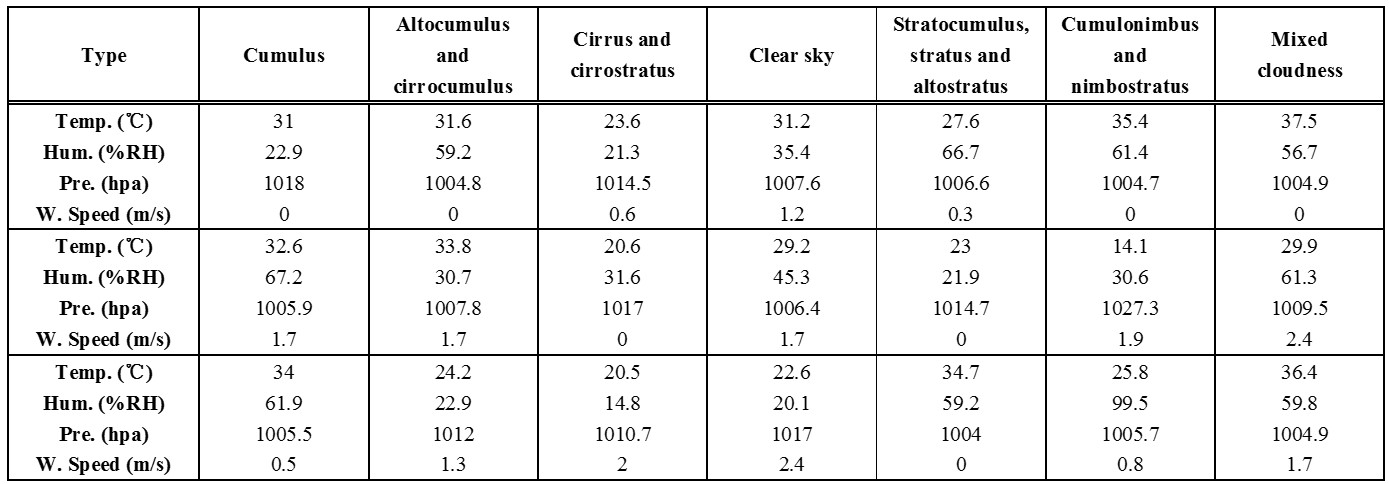 Type Cumulus Altocumulus and cirrocumulus Cirrus and cirrostratus Clear sky Stratocumulus, stratus and altostratus Cumulonimbus and nimbostratus Mixed cloudness
Temp. (℃) 31 31.6 23.6 31.2 27.6 35.4 37.5
Hum. (%RH) 22.9 59.2 21.3 35.4 66.7 61.4 56.7
Pre. (hpa) 1018 1004.8 1014.5 1007.6 1006.6 1004.7 1004.9
W. Speed (m/s) 0 0 0.6 1.2 0.3 0 0
Temp. (℃) 32.6 33.8 20.6 29.2 23 14.1 29.9
Hum. (%RH) 67.2 30.7 31.6 45.3 21.9 30.6 61.3
Pre. (hpa) 1005.9 1007.8 1017 1006.4 1014.7 1027.3 1009.5
W. Speed (m/s) 1.7 1.7 0 1.7 0 1.9 2.4
Temp. (℃) 34 24.2 20.5 22.6 34.7 25.8 36.4
Hum. (%RH) 61.9 22.9 14.8 20.1 59.2 99.5 59.8
Pre. (hpa) 1005.5 1012 1010.7 1017 1004 1005.7 1004.9
W. Speed (m/s) 0.5 1.3 2 2.4 0 0.8 1.7